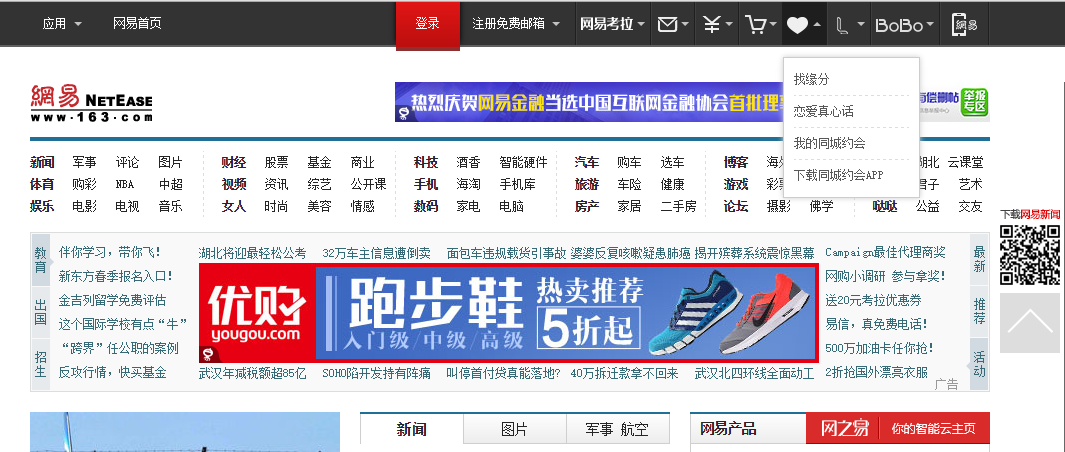 应用 网易首页 登录 注册免费邮箱 网易考拉 BoBo 網易
找缘分
恋爱真心话
我的同城约会
下载同城约会APP
網易 NETEASE
www.163.com
热烈庆贺网易金融当选中国互联网金融协会首批理
有偿删帖 举报专区
新闻 军事 评论 图片 财经 股票 基金 商业 科技 酒香 智能硬件 汽车 购车 选车 博客 湖北 云课堂
体育 购彩 NBA 中超 视频 资讯 综艺 公开课 手机 海淘 手机库 旅游 车险 健康 游戏 艺术
娱乐 电影 电视 音乐 女人 时尚 美容 情感 数码 家电 电脑 房产 家居 二手房 论坛 摄影 佛学 哒哒 公益 交友
下载网易新闻
教育
出国
招生
伴你学习，带你飞！
新东方春季报名入口！
金吉列留学免费评估
这个国际学校有点“牛”
“跨界”任公职的案例
反攻行情，快买基金
湖北将迎最轻松公考 32万车主信息遭倒卖 面包车违规载货引事故 婆婆反复咳嗽疑患肺癌 揭开殡葬系统震惊黑幕
优购
yougou.com
跑步鞋
入门级/中级/高级
热卖推荐
5折起
武汉年减税额超85亿 SOHO陷开发持有阵痛 叫停首付贷真能落地? 40万拆迁款拿不回来 武汉北四环线全面动工
Campaign最佳代理商奖
网购小调研 参与拿奖！
送20元考拉优惠券
易信，真免费电话！
500万加油卡任你抢！
2折抢国外漂亮衣服
广告
最新
推荐
活动
新闻 图片 军事 航空
网易产品 网之易 你的智能云主页